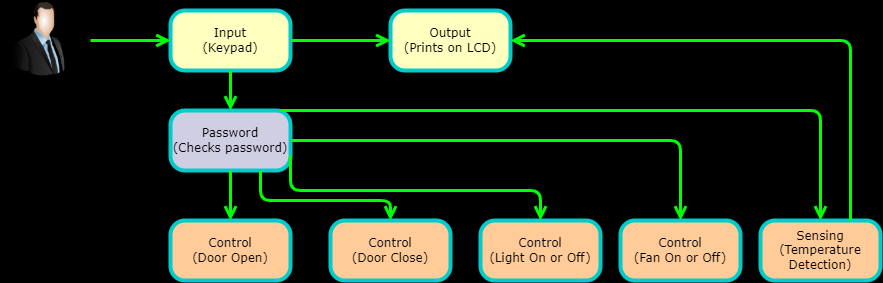 Input
(Keypad)
Output
(Prints on LCD)
Password
(Checks password)
Control
(Door Open)
Control
(Door Close)
Control
(Light On or Off)
Control
(Fan On or Off)
Sensing
(Temperature
Detection)